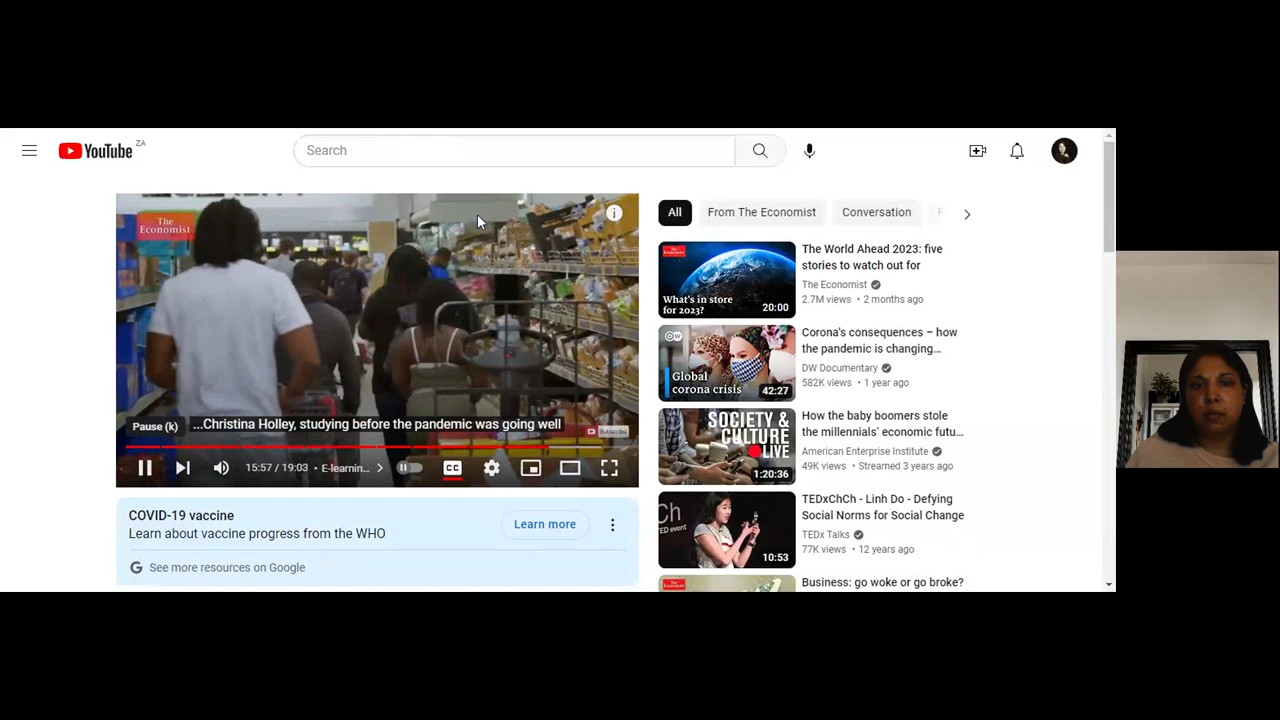 YouTube
ZA
Search
The
Economist
Pause (k)
...Christina Holley, studying before the pandemic was going well
Subscribe
15:57 / 19:03 • E-learnin...
CC
COVID-19 vaccine
Learn about vaccine progress from the WHO
Learn more
See more resources on Google
All
From The Economist
Conversation
What's in store
for 2023?
20:00
The World Ahead 2023: five
stories to watch out for
The Economist
2.7M views • 2 months ago
Global
corona crisis
42:27
Corona's consequences – how
the pandemic is changing...
DW Documentary
582K views • 1 year ago
SOCIETY &
CULTURE
LIVE
1:20:36
How the baby boomers stole
the millennials' economic futu...
American Enterprise Institute
49K views • Streamed 3 years ago
Ch
ED event
10:53
TEDxChCh - Linh Do - Defying
Social Norms for Social Change
TEDx Talks
77K views • 12 years ago
Business: go woke or go broke?